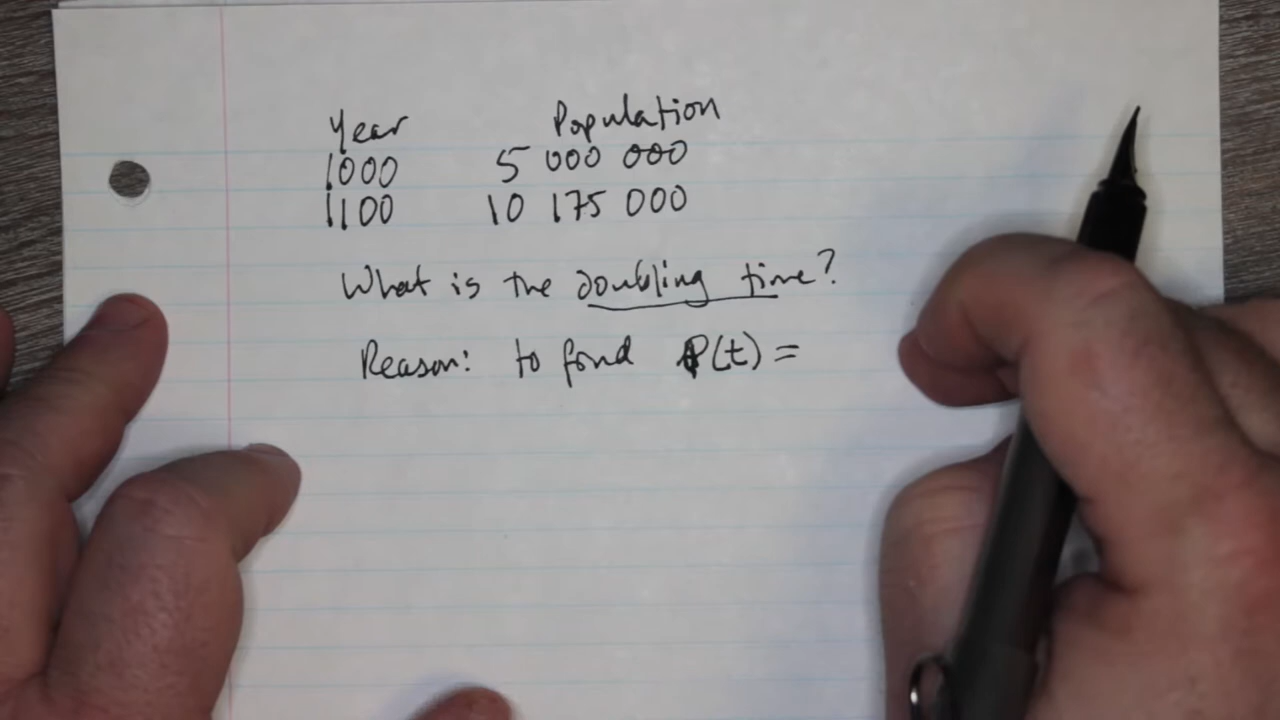 Year Population
1000 5 000 000
1100 10 175 000
What is the doubling time?
Reason: to find P(t) =